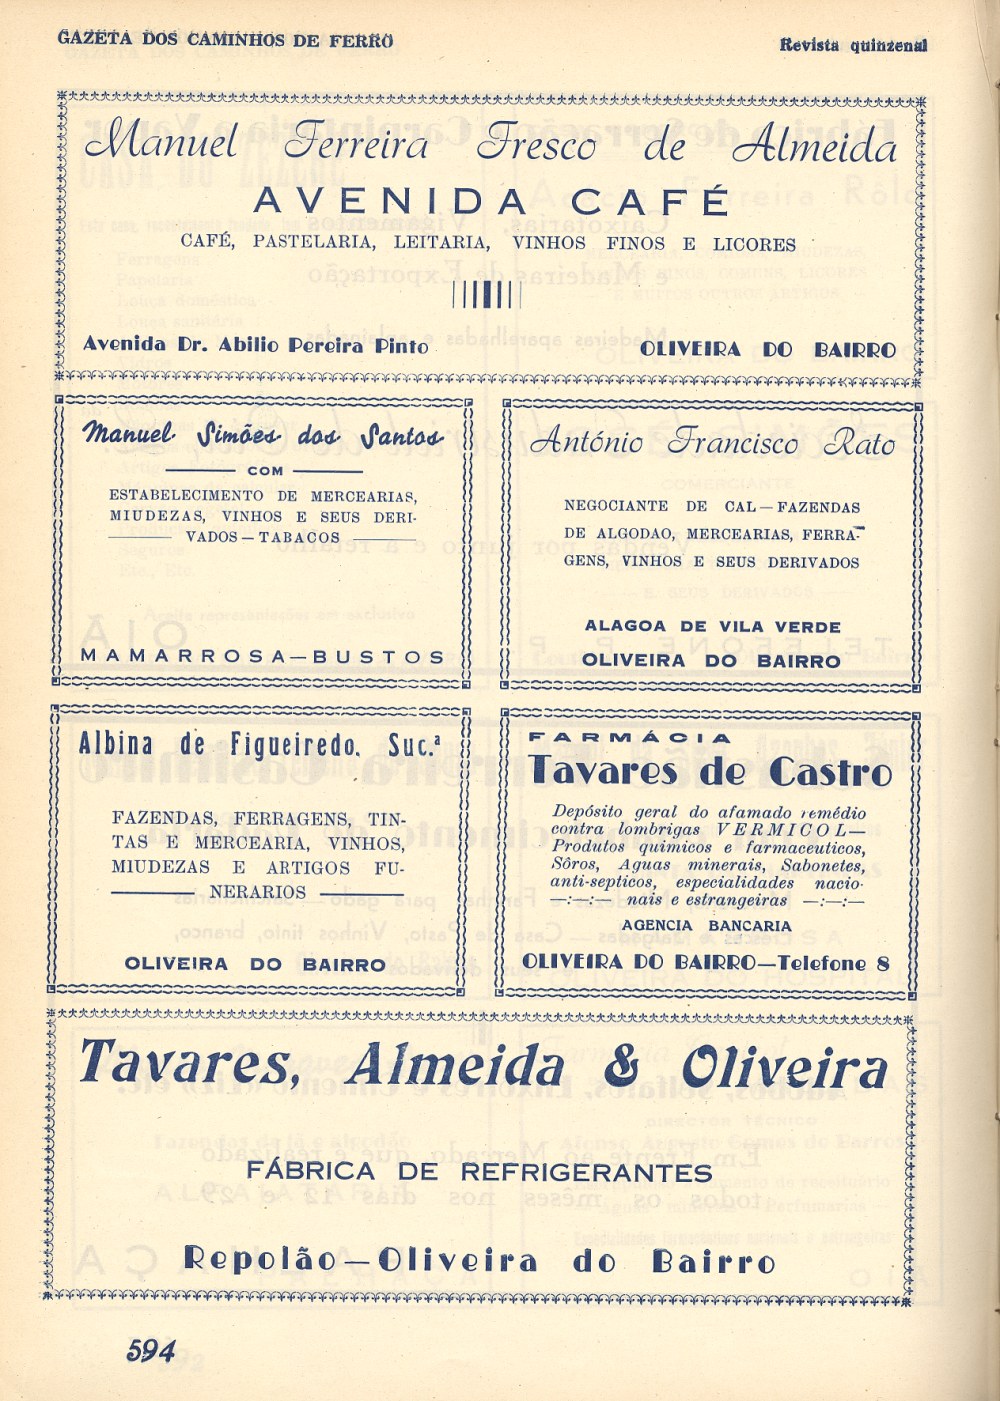 GAZETA DOS CAMINHOS DE FERRO
Revista quinzenal
Manuel Ferreira Fresco de Almeida
AVENIDA CAFÉ
CAFÉ, PASTELARIA, LEITARIA, VINHOS FINOS E LICORES
Avenida Dr. Abilio Pereira Pinto
OLIVEIRA DO BAIRRO
Manuel Simões dos Santos
COM
ESTABELECIMENTO DE MERCEARIAS,
MIUDEZAS, VINHOS E SEUS DERI-
VADOS — TABACOS
MAMARROSA—BUSTOS
António Francisco Rato
NEGOCIANTE DE CAL — FAZENDAS
DE ALGODAO, MERCEARIAS, FERRA-
GENS, VINHOS E SEUS DERIVADOS
ALAGOA DE VILA VERDE
OLIVEIRA DO BAIRRO
Albina de Figueiredo. Suc.ª
FAZENDAS, FERRAGENS, TIN-
TAS E MERCEARIA, VINHOS,
MIUDEZAS E ARTIGOS FU-
NERARIOS
OLIVEIRA DO BAIRRO
FARMÁCIA
Tavares de Castro
Depósito geral do afamado remédio
contra lombrigas VERMICOL—
Produtos quimicos e farmaceuticos,
Sôros, Aguas minerais, Sabonetes,
anti-septicos, especialidades nacio-
—:—:— nais e estrangeiras —:—:—
AGENCIA BANCARIA
OLIVEIRA DO BAIRRO—Telefone 8
Tavares, Almeida & Oliveira
FÁBRICA DE REFRIGERANTES
Repolão—Oliveira do Bairro
594